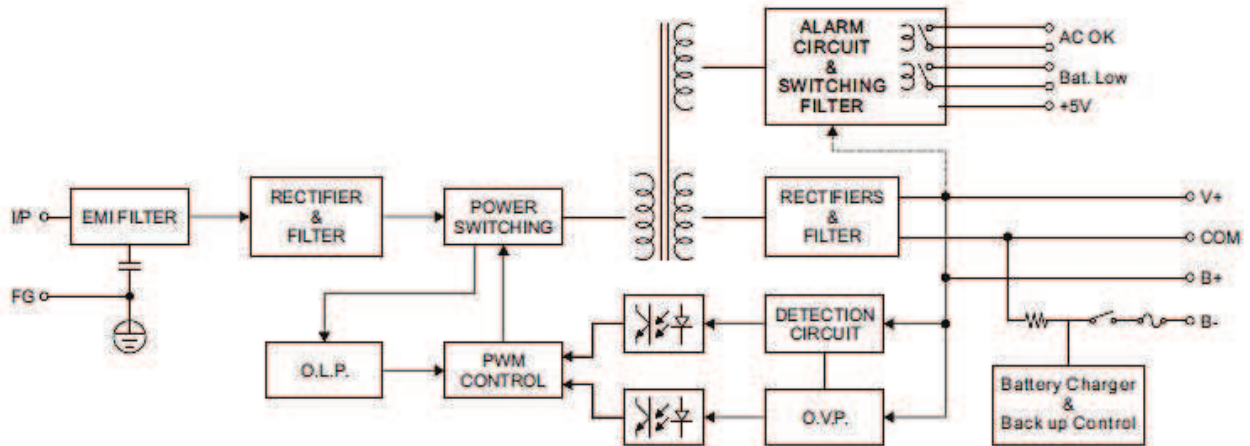 ALARM
CIRCUIT
&
SWITCHING
FILTER
AC OK
Bat. Low
+5V
I/P
EMI FILTER
RECTIFIER
&
FILTER
POWER
SWITCHING
RECTIFIERS
&
FILTER
V+
COM
B+
B-
FG
O.L.P.
PWM
CONTROL
DETECTION
CIRCUIT
O.V.P.
Battery Charger
&
Back up Control